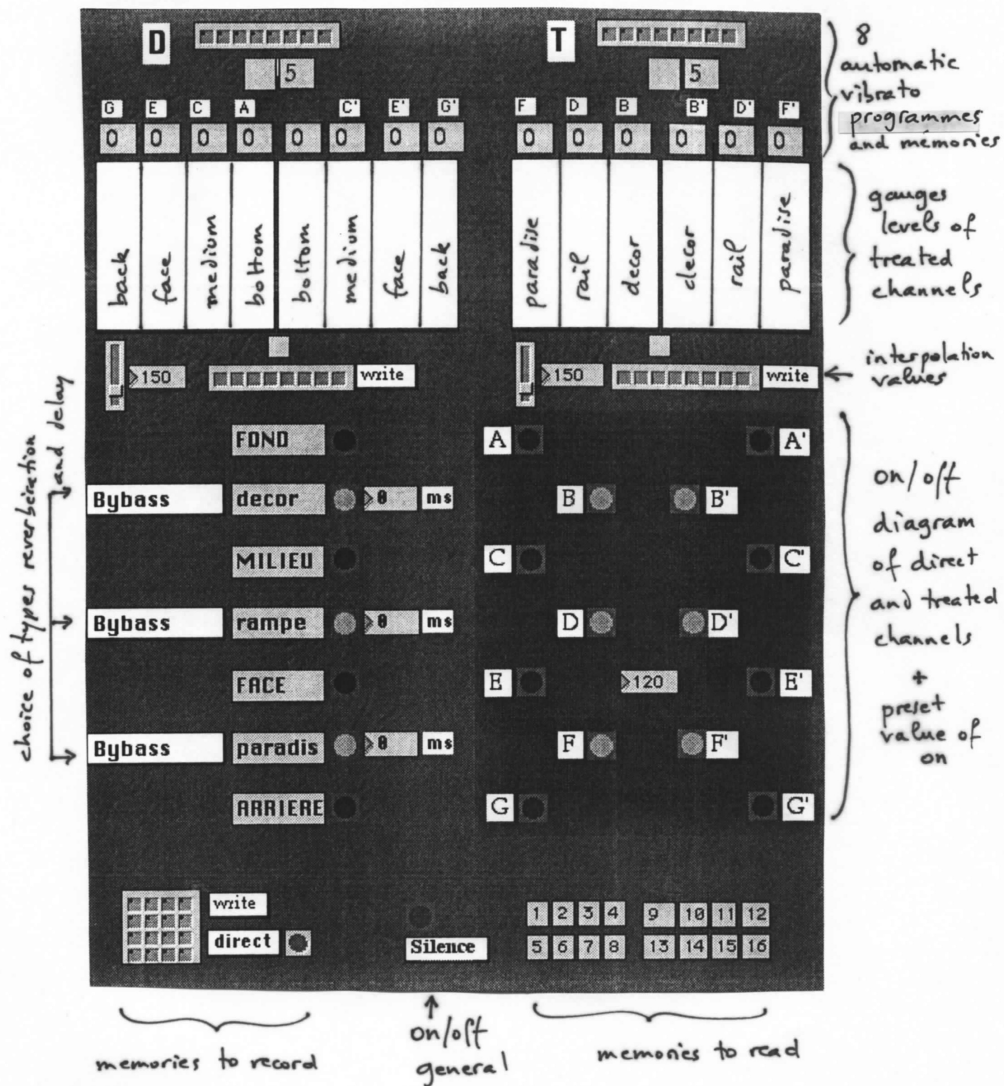 D
T
5
5
8
automatic
vibrato
programmes
and mémories
G E C A C' E' G'
F D B B' D' F'
0 0 0 0 0 0 0 0
0 0 0 0 0 0
back face medium bottom bottom medium face back
paradise rail decor decor rail paradise
gauges
levels of
treated
channels
150 write
150 write
interpolation
values
choice of types reverbération
and delay
FOND
A A'
Bybass decor 0 ms
B B'
MILIEU
C C'
Bybass rampe 0 ms
D D'
FACE
E 120 E'
Bybass paradis 0 ms
F F'
ARRIERE
G G'
on/off
diagram
of direct
and treated
channels
+
preset
value of
on
write
direct
Silence
1 2 3 4 9 10 11 12
5 6 7 8 13 14 15 16
memories to record
on/off
general
memories to read